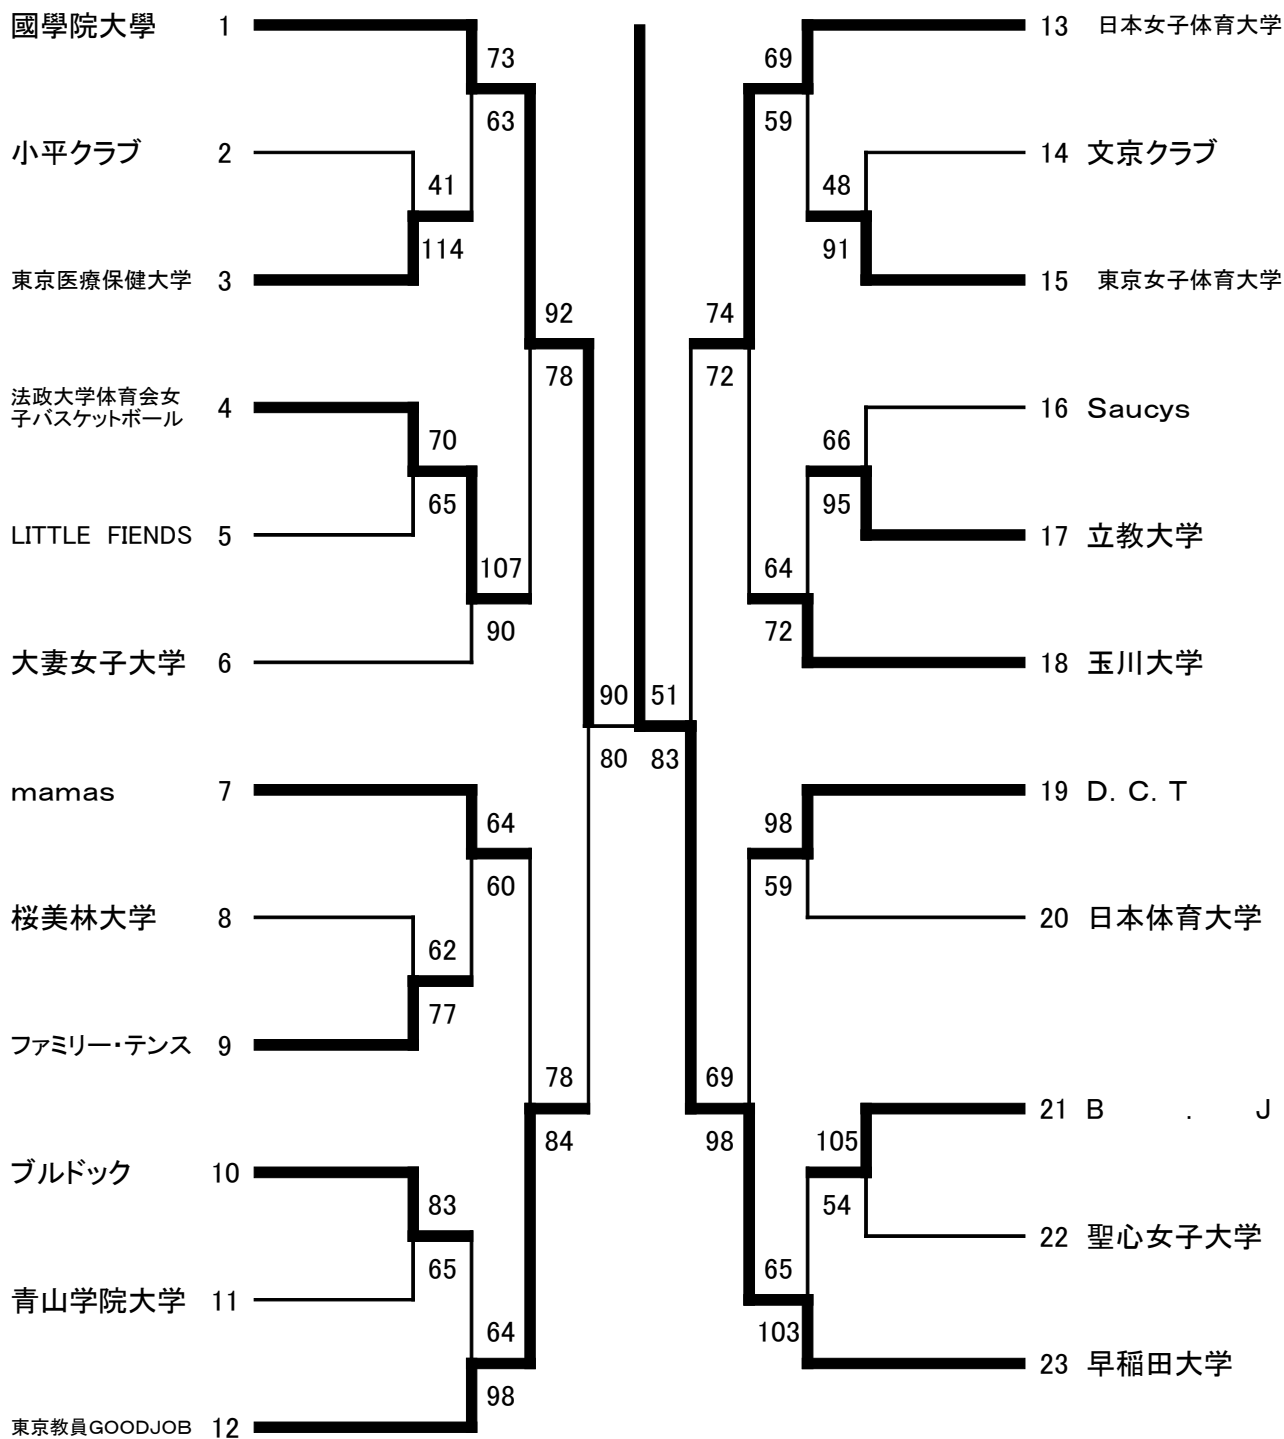 國學院大學 1
73
63
小平クラブ 2
41
114
東京医療保健大学 3
92
78
法政大学体育会女
子バスケットボール 4
70
65
LITTLE FIENDS 5
107
90
大妻女子大学 6
90
80
mamas 7
64
60
桜美林大学 8
62
77
ファミリー・テンス 9
78
84
ブルドック 10
83
65
青山学院大学 11
64
98
東京教員GOODJOB 12
13 日本女子体育大学
69
59
14 文京クラブ
48
91
15 東京女子体育大学
74
72
16 Saucys
66
95
17 立教大学
64
72
18 玉川大学
51
83
19 D.C.T
98
59
20 日本体育大学
69
98
21 B . J
105
54
22 聖心女子大学
65
103
23 早稲田大学